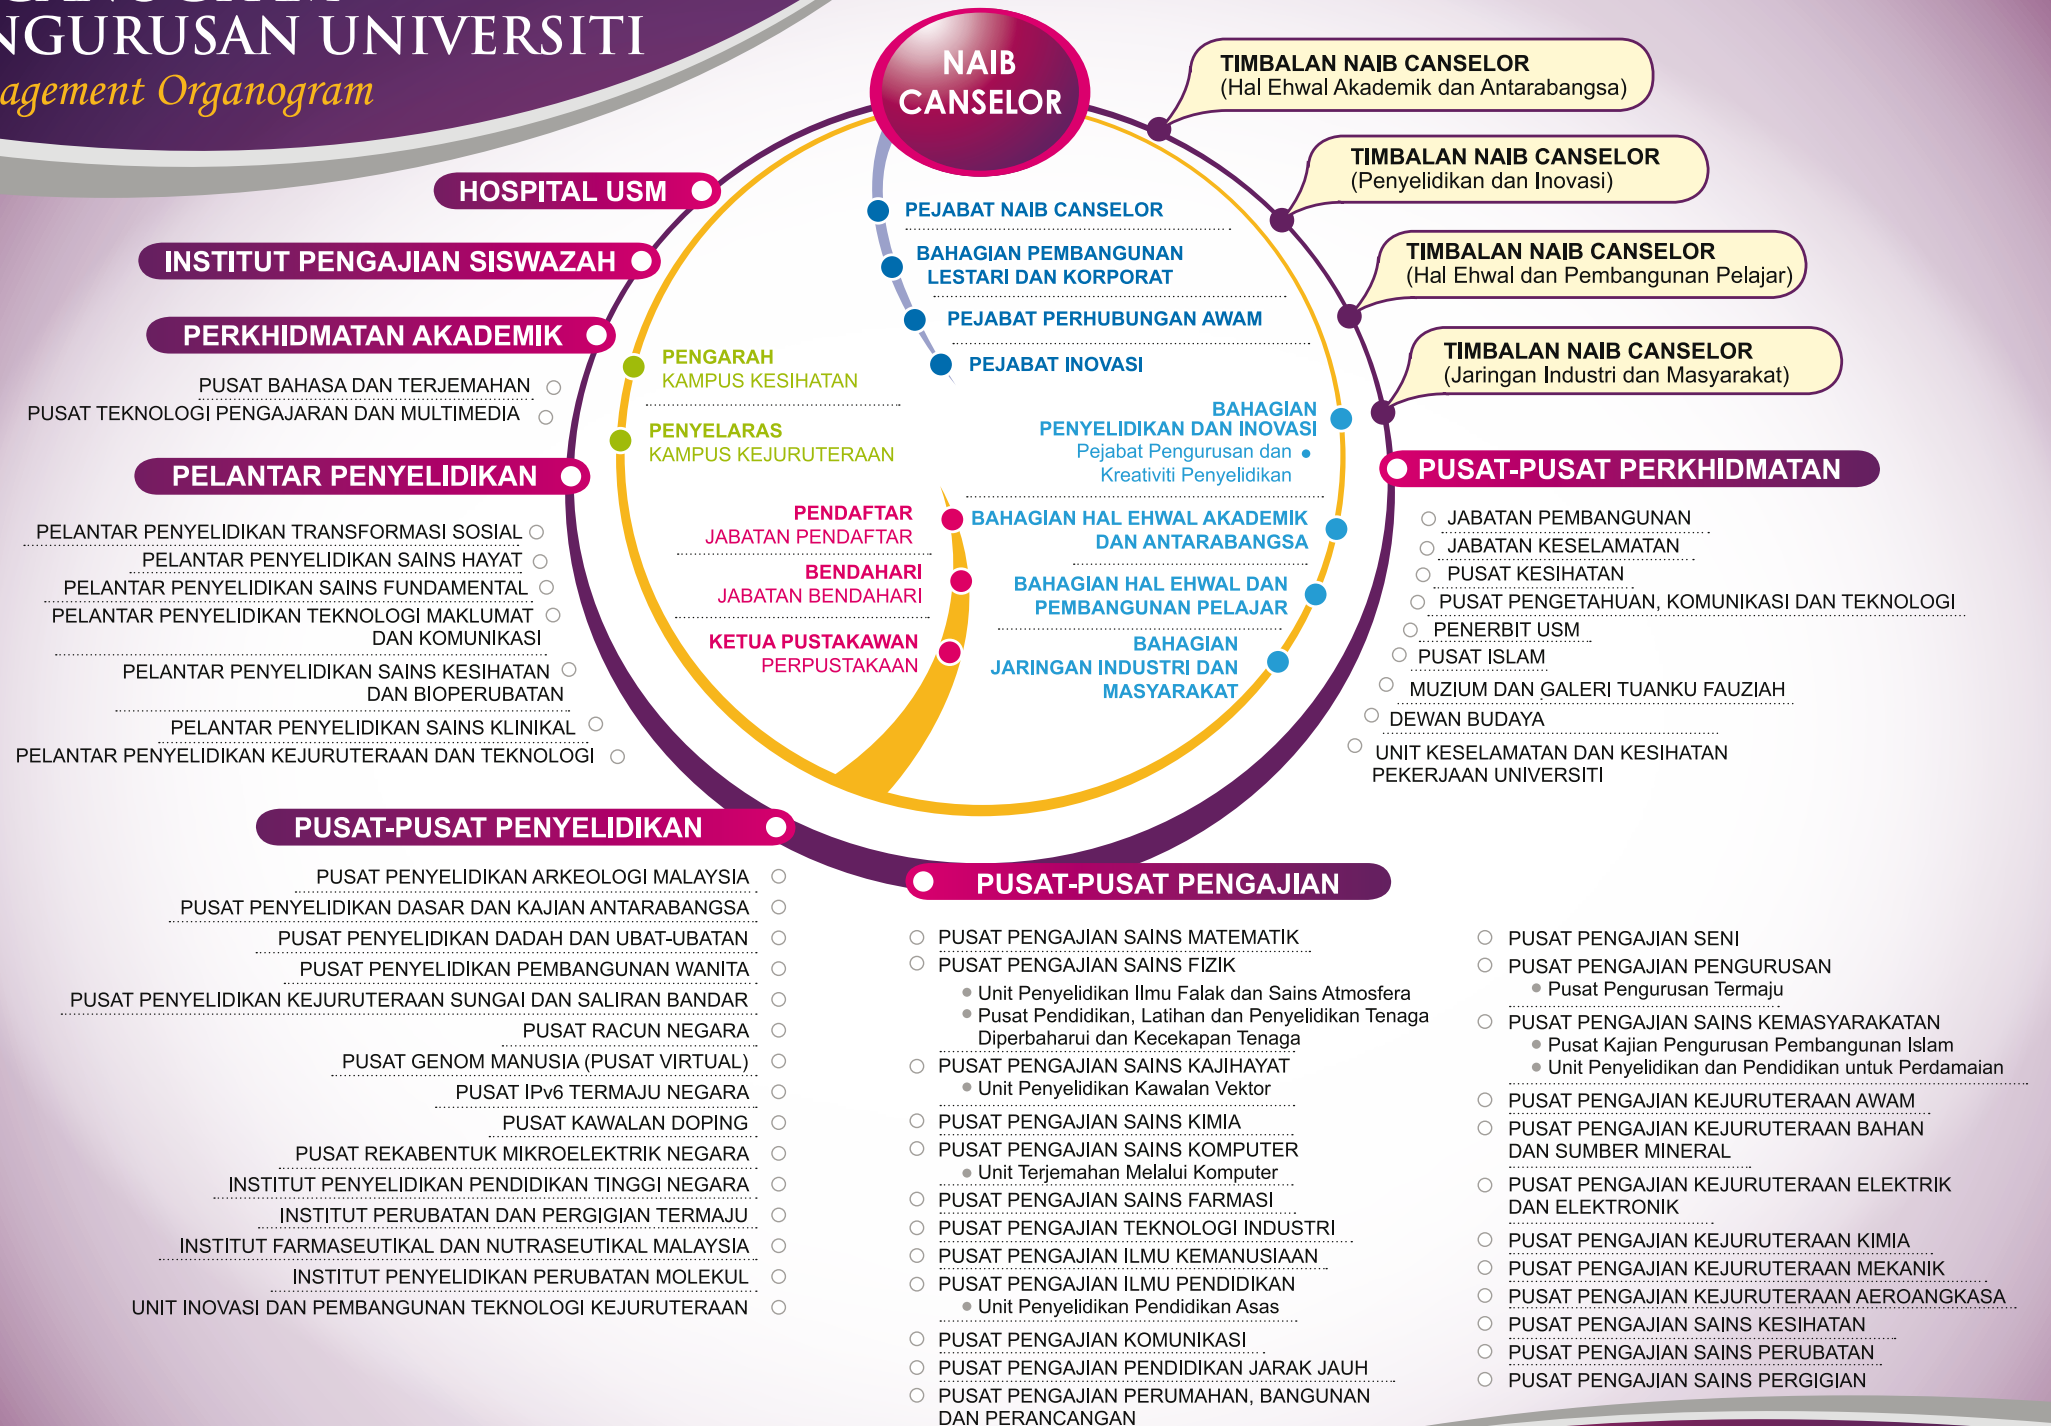 NGURUSAN UNIVERSITI
agement Organogram
NAIB
CANSELOR
TIMBALAN NAIB CANSELOR
(Hal Ehwal Akademik dan Antarabangsa)
TIMBALAN NAIB CANSELOR
(Penyelidikan dan Inovasi)
TIMBALAN NAIB CANSELOR
(Hal Ehwal dan Pembangunan Pelajar)
TIMBALAN NAIB CANSELOR
(Jaringan Industri dan Masyarakat)
HOSPITAL USM
INSTITUT PENGAJIAN SISWAZAH
PERKHIDMATAN AKADEMIK
PUSAT BAHASA DAN TERJEMAHAN
PUSAT TEKNOLOGI PENGAJARAN DAN MULTIMEDIA
PELANTAR PENYELIDIKAN
PELANTAR PENYELIDIKAN TRANSFORMASI SOSIAL
PELANTAR PENYELIDIKAN SAINS HAYAT
PELANTAR PENYELIDIKAN SAINS FUNDAMENTAL
PELANTAR PENYELIDIKAN TEKNOLOGI MAKLUMAT
DAN KOMUNIKASI
PELANTAR PENYELIDIKAN SAINS KESIHATAN
DAN BIOPERUBATAN
PELANTAR PENYELIDIKAN SAINS KLINIKAL
PELANTAR PENYELIDIKAN KEJURUTERAAN DAN TEKNOLOGI
PEJABAT NAIB CANSELOR
BAHAGIAN PEMBANGUNAN
LESTARI DAN KORPORAT
PEJABAT PERHUBUNGAN AWAM
PEJABAT INOVASI
PENGARAH
KAMPUS KESIHATAN
PENYELARAS
KAMPUS KEJURUTERAAN
PENDAFTAR
JABATAN PENDAFTAR
BENDAHARI
JABATAN BENDAHARI
KETUA PUSTAKAWAN
PERPUSTAKAAN
BAHAGIAN
PENYELIDIKAN DAN INOVASI
Pejabat Pengurusan dan •
Kreativiti Penyelidikan
BAHAGIAN HAL EHWAL AKADEMIK
DAN ANTARABANGSA
BAHAGIAN HAL EHWAL DAN
PEMBANGUNAN PELAJAR
BAHAGIAN
JARINGAN INDUSTRI DAN
MASYARAKAT
PUSAT-PUSAT PERKHIDMATAN
JABATAN PEMBANGUNAN
JABATAN KESELAMATAN
PUSAT KESIHATAN
PUSAT PENGETAHUAN, KOMUNIKASI DAN TEKNOLOGI
PENERBIT USM
PUSAT ISLAM
MUZIUM DAN GALERI TUANKU FAUZIAH
DEWAN BUDAYA
UNIT KESELAMATAN DAN KESIHATAN
PEKERJAAN UNIVERSITI
PUSAT-PUSAT PENYELIDIKAN
PUSAT PENYELIDIKAN ARKEOLOGI MALAYSIA
PUSAT PENYELIDIKAN DASAR DAN KAJIAN ANTARABANGSA
PUSAT PENYELIDIKAN DADAH DAN UBAT-UBATAN
PUSAT PENYELIDIKAN PEMBANGUNAN WANITA
PUSAT PENYELIDIKAN KEJURUTERAAN SUNGAI DAN SALIRAN BANDAR
PUSAT RACUN NEGARA
PUSAT GENOM MANUSIA (PUSAT VIRTUAL)
PUSAT IPv6 TERMAJU NEGARA
PUSAT KAWALAN DOPING
PUSAT REKABENTUK MIKROELEKTRIK NEGARA
INSTITUT PENYELIDIKAN PENDIDIKAN TINGGI NEGARA
INSTITUT PERUBATAN DAN PERGIGIAN TERMAJU
INSTITUT FARMASEUTIKAL DAN NUTRASEUTIKAL MALAYSIA
INSTITUT PENYELIDIKAN PERUBATAN MOLEKUL
UNIT INOVASI DAN PEMBANGUNAN TEKNOLOGI KEJURUTERAAN
PUSAT-PUSAT PENGAJIAN
PUSAT PENGAJIAN SAINS MATEMATIK
PUSAT PENGAJIAN SAINS FIZIK
• Unit Penyelidikan Ilmu Falak dan Sains Atmosfera
• Pusat Pendidikan, Latihan dan Penyelidikan Tenaga
Diperbaharui dan Kecekapan Tenaga
PUSAT PENGAJIAN SAINS KAJIHAYAT
• Unit Penyelidikan Kawalan Vektor
PUSAT PENGAJIAN SAINS KIMIA
PUSAT PENGAJIAN SAINS KOMPUTER
• Unit Terjemahan Melalui Komputer
PUSAT PENGAJIAN SAINS FARMASI
PUSAT PENGAJIAN TEKNOLOGI INDUSTRI
PUSAT PENGAJIAN ILMU KEMANUSIAAN
PUSAT PENGAJIAN ILMU PENDIDIKAN
• Unit Penyelidikan Pendidikan Asas
PUSAT PENGAJIAN KOMUNIKASI
PUSAT PENGAJIAN PENDIDIKAN JARAK JAUH
PUSAT PENGAJIAN PERUMAHAN, BANGUNAN
DAN PERANCANGAN
PUSAT PENGAJIAN SENI
PUSAT PENGAJIAN PENGURUSAN
• Pusat Pengurusan Termaju
PUSAT PENGAJIAN SAINS KEMASYARAKATAN
• Pusat Kajian Pengurusan Pembangunan Islam
• Unit Penyelidikan dan Pendidikan untuk Perdamaian
PUSAT PENGAJIAN KEJURUTERAAN AWAM
PUSAT PENGAJIAN KEJURUTERAAN BAHAN
DAN SUMBER MINERAL
PUSAT PENGAJIAN KEJURUTERAAN ELEKTRIK
DAN ELEKTRONIK
PUSAT PENGAJIAN KEJURUTERAAN KIMIA
PUSAT PENGAJIAN KEJURUTERAAN MEKANIK
PUSAT PENGAJIAN KEJURUTERAAN AEROANGKASA
PUSAT PENGAJIAN SAINS KESIHATAN
PUSAT PENGAJIAN SAINS PERUBATAN
PUSAT PENGAJIAN SAINS PERGIGIAN